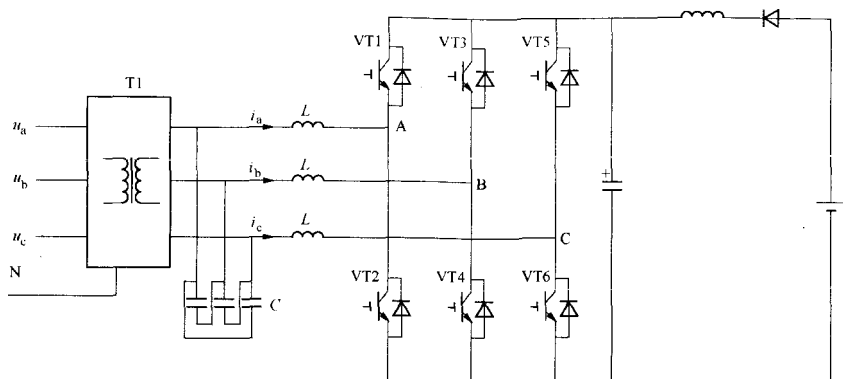 VT1
VT3
VT5
T1
u_a
i_a
L
A
u_b
i_b
L
B
u_c
i_c
L
C
N
VT2
VT4
VT6
C
+